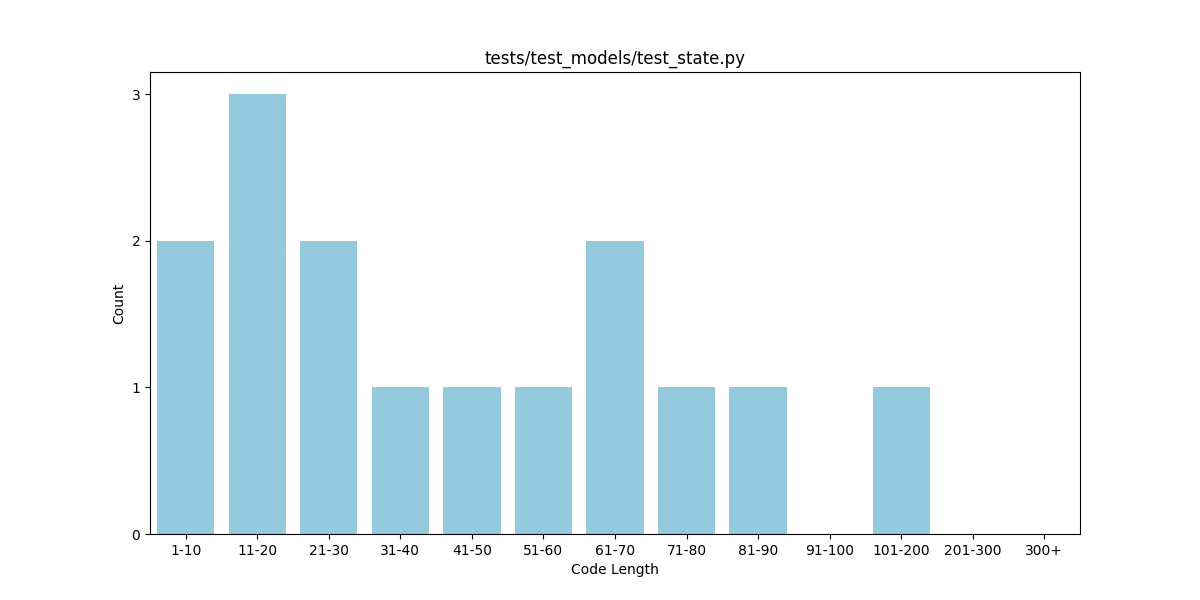 tests/test_models/test_state.py
3
2
1
0
Count
1-10 11-20 21-30 31-40 41-50 51-60 61-70 71-80 81-90 91-100 101-200 201-300 300+
Code Length